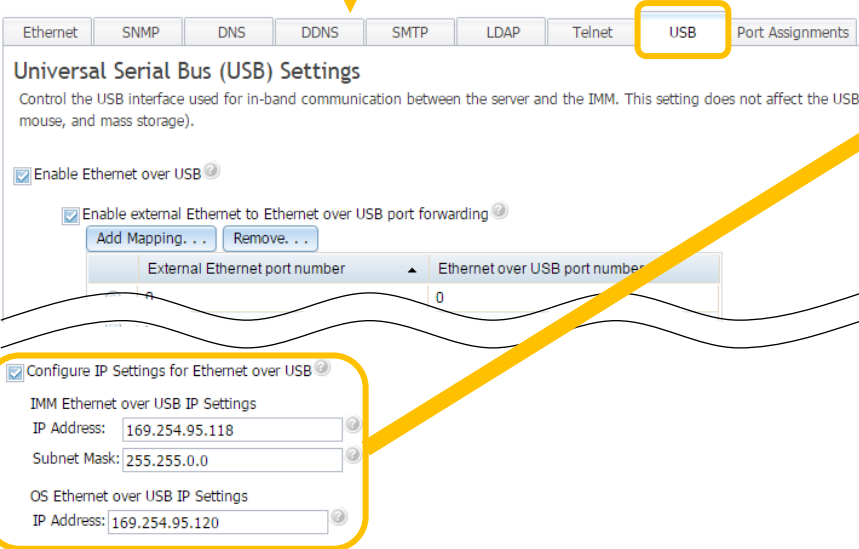 Ethernet SNMP DNS DDNS SMTP LDAP Telnet USB Port Assignments
Universal Serial Bus (USB) Settings
Control the USB interface used for in-band communication between the server and the IMM. This setting does not affect the USB
mouse, and mass storage).
Enable Ethernet over USB
Enable external Ethernet to Ethernet over USB port forwarding
Add Mapping. . . Remove. . .
External Ethernet port number Ethernet over USB port number
0 0
Configure IP Settings for Ethernet over USB
IMM Ethernet over USB IP Settings
IP Address: 169.254.95.118
Subnet Mask: 255.255.0.0
OS Ethernet over USB IP Settings
IP Address: 169.254.95.120